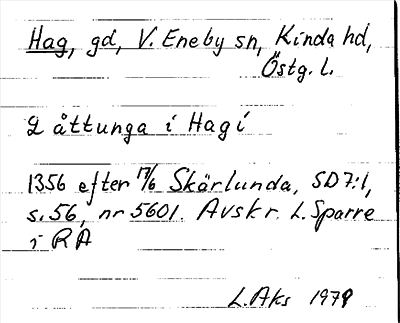 Hag, gd, V. Eneby sn, Kinda hd,
Östg. l.
2 åttunga i Hagi
1356 efter 17/6 Skärlunda, SD 7:1,
s. 56, nr 5601. Avskr. L. Sparre
i RA
L.Aks 1979